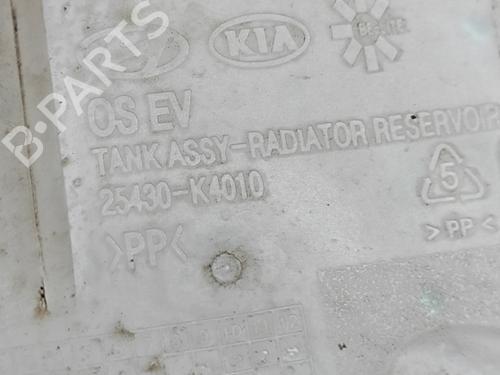 KIA
OS EV
TANK ASSY-RADIATOR RESERVOIR
25430-K4010
5
>PP<
>PP<
B-PARTS